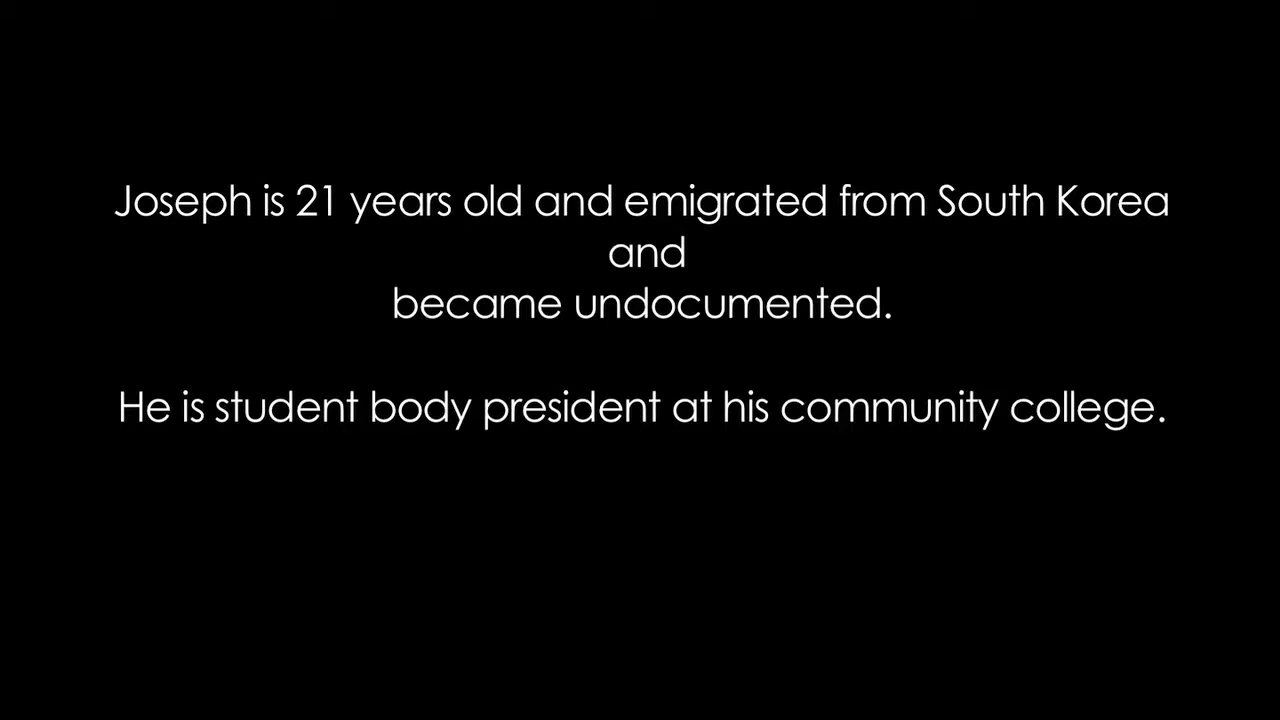 Joseph is 21 years old and emigrated from South Korea
and
became undocumented.
He is student body president at his community college.